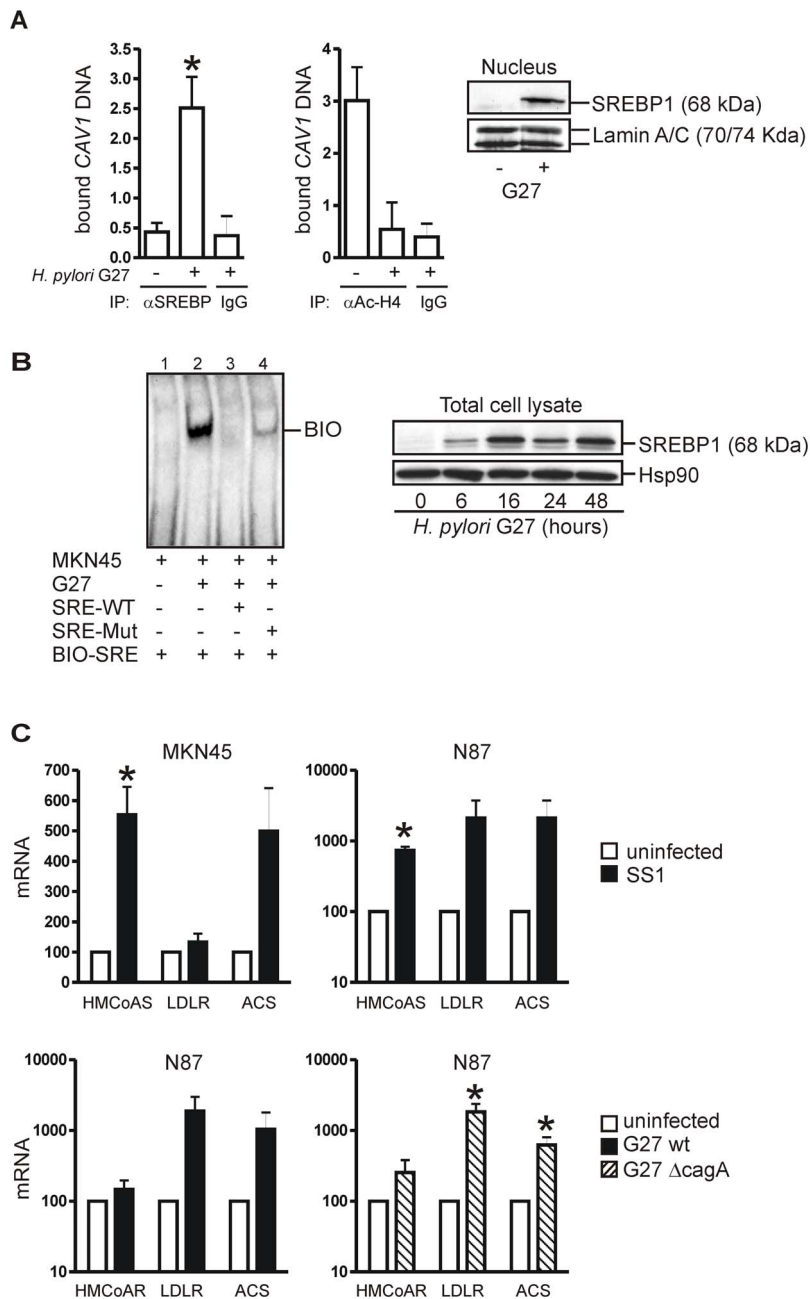 A
3.5
3.0
2.5
2.0
1.5
1.0
0.5
0.0
bound CAV1 DNA
*
H. pylori G27 - + +
IP: αSREBP IgG
4
3
2
1
0
bound CAV1 DNA
- + +
IP: αAc-H4 IgG
Nucleus
SREBP1 (68 kDa)
Lamin A/C (70/74 Kda)
- +
G27
B
1 2 3 4
BIO
MKN45 + + + +
G27 - + + +
SRE-WT - - + -
SRE-Mut - - - +
BIO-SRE + + + +
Total cell lysate
SREBP1 (68 kDa)
Hsp90
0 6 16 24 48
H. pylori G27 (hours)
C
MKN45
700
600
500
400
300
200
100
0
mRNA
*
HMCoAS LDLR ACS
N87
10000
1000
100
10
*
HMCoAS LDLR ACS
uninfected
SS1
N87
10000
1000
100
10
mRNA
HMCoAR LDLR ACS
N87
10000
1000
100
10
* *
HMCoAR LDLR ACS
uninfected
G27 wt
G27 ΔcagA